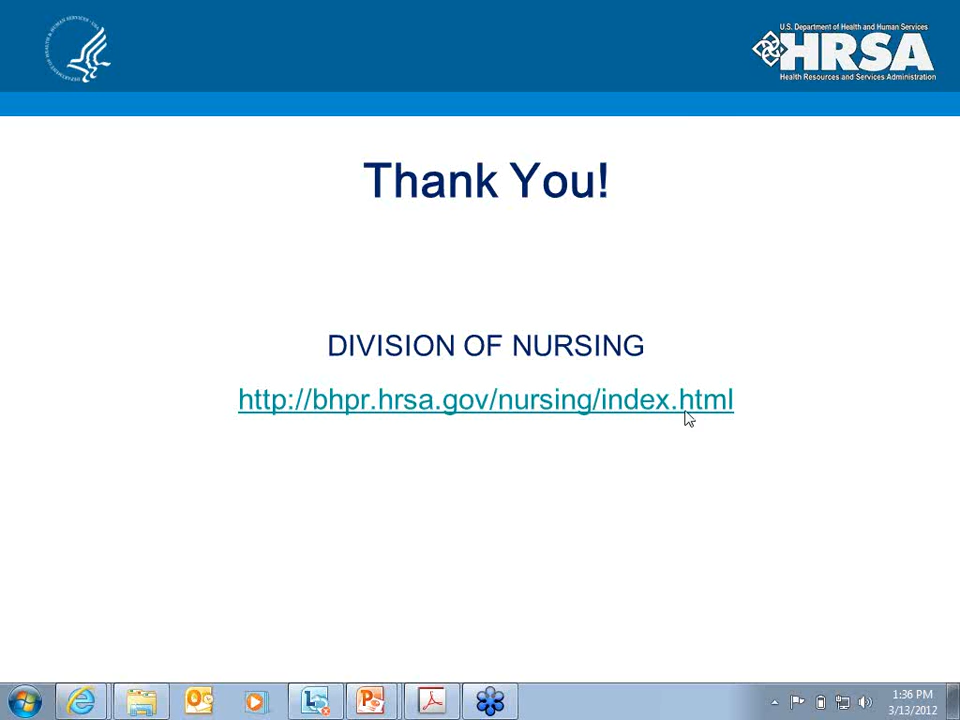 U.S. Department of Health and Human Services
HRSA
Health Resources and Services Administration
Thank You!
DIVISION OF NURSING
http://bhpr.hrsa.gov/nursing/index.html
1:36 PM
3/13/2012